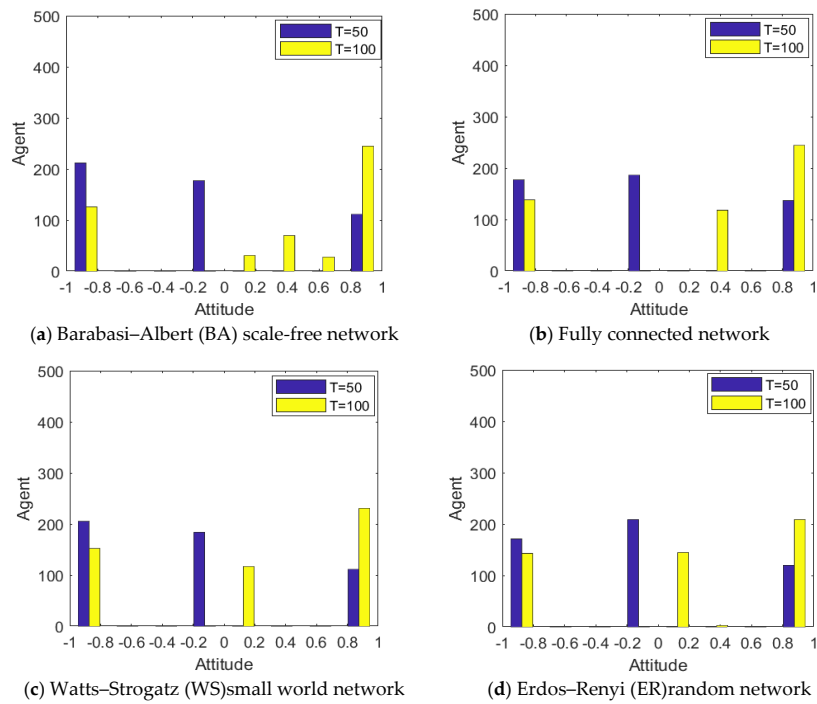 500
400
300
200
100
0
Agent
T=50
T=100
-1 -0.8 -0.6 -0.4 -0.2 0 0.2 0.4 0.6 0.8 1
Attitude
(a) Barabasi–Albert (BA) scale-free network
500
400
300
200
100
0
Agent
T=50
T=100
-1 -0.8 -0.6 -0.4 -0.2 0 0.2 0.4 0.6 0.8 1
Attitude
(b) Fully connected network
500
400
300
200
100
0
Agent
T=50
T=100
-1 -0.8 -0.6 -0.4 -0.2 0 0.2 0.4 0.6 0.8 1
Attitude
(c) Watts–Strogatz (WS)small world network
500
400
300
200
100
0
Agent
T=50
T=100
-1 -0.8 -0.6 -0.4 -0.2 0 0.2 0.4 0.6 0.8 1
Attitude
(d) Erdos–Renyi (ER)random network